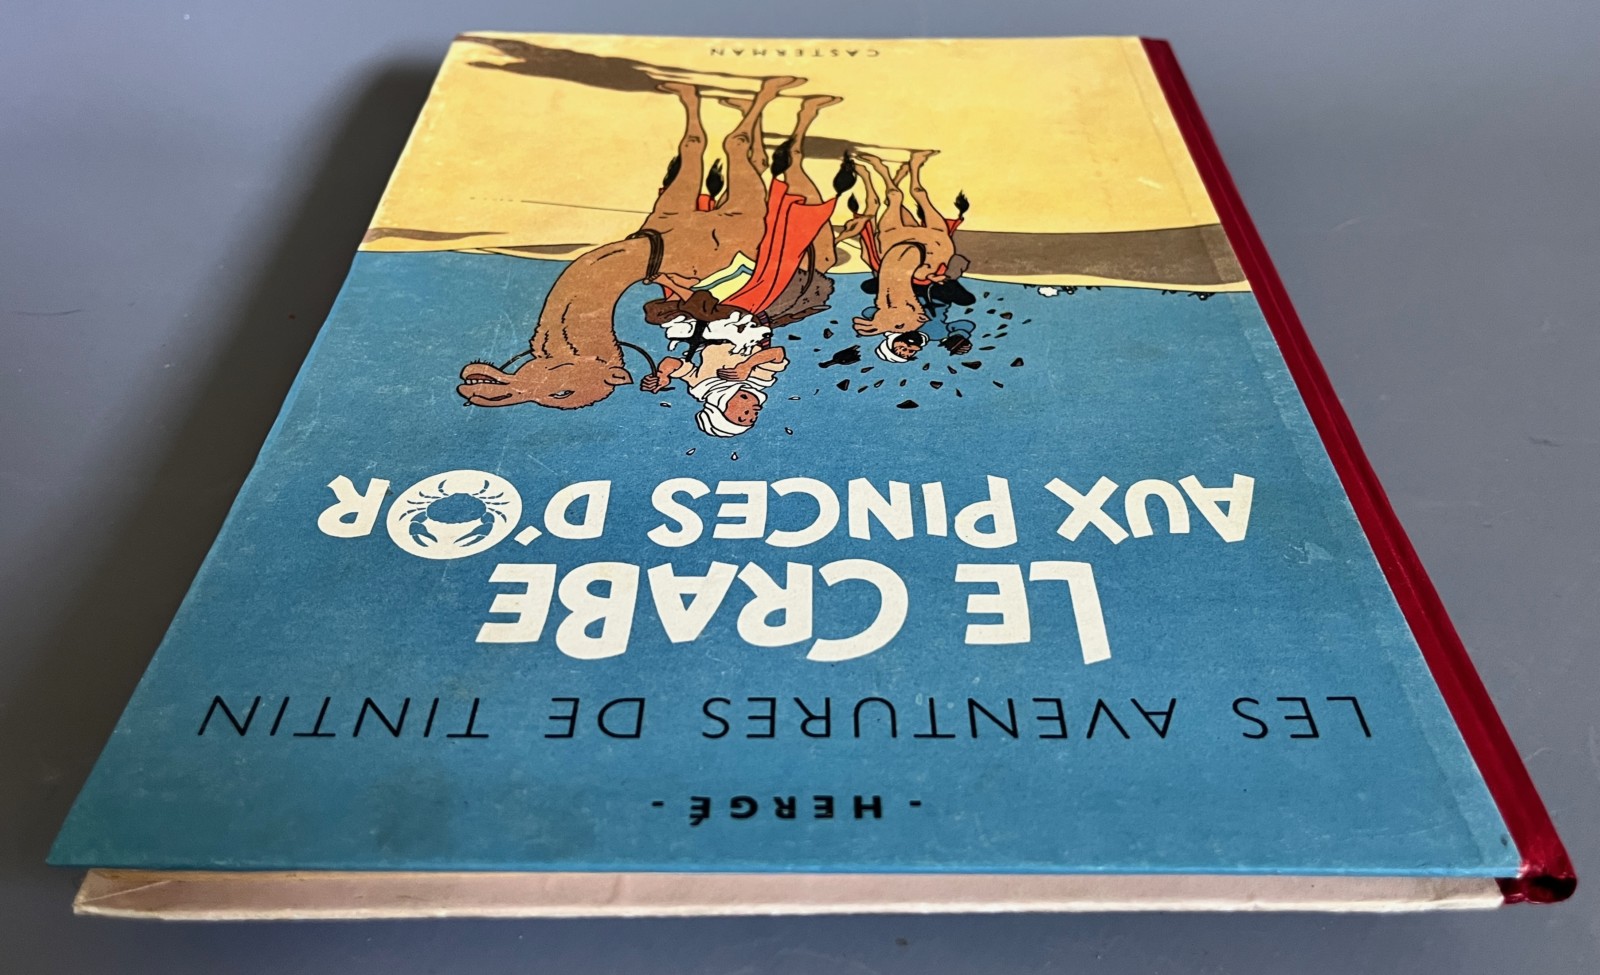 - HERGÉ -
LES AVENTURES DE TINTIN
LE CRABE
AUX PINCES D'OR
CASTERMAN